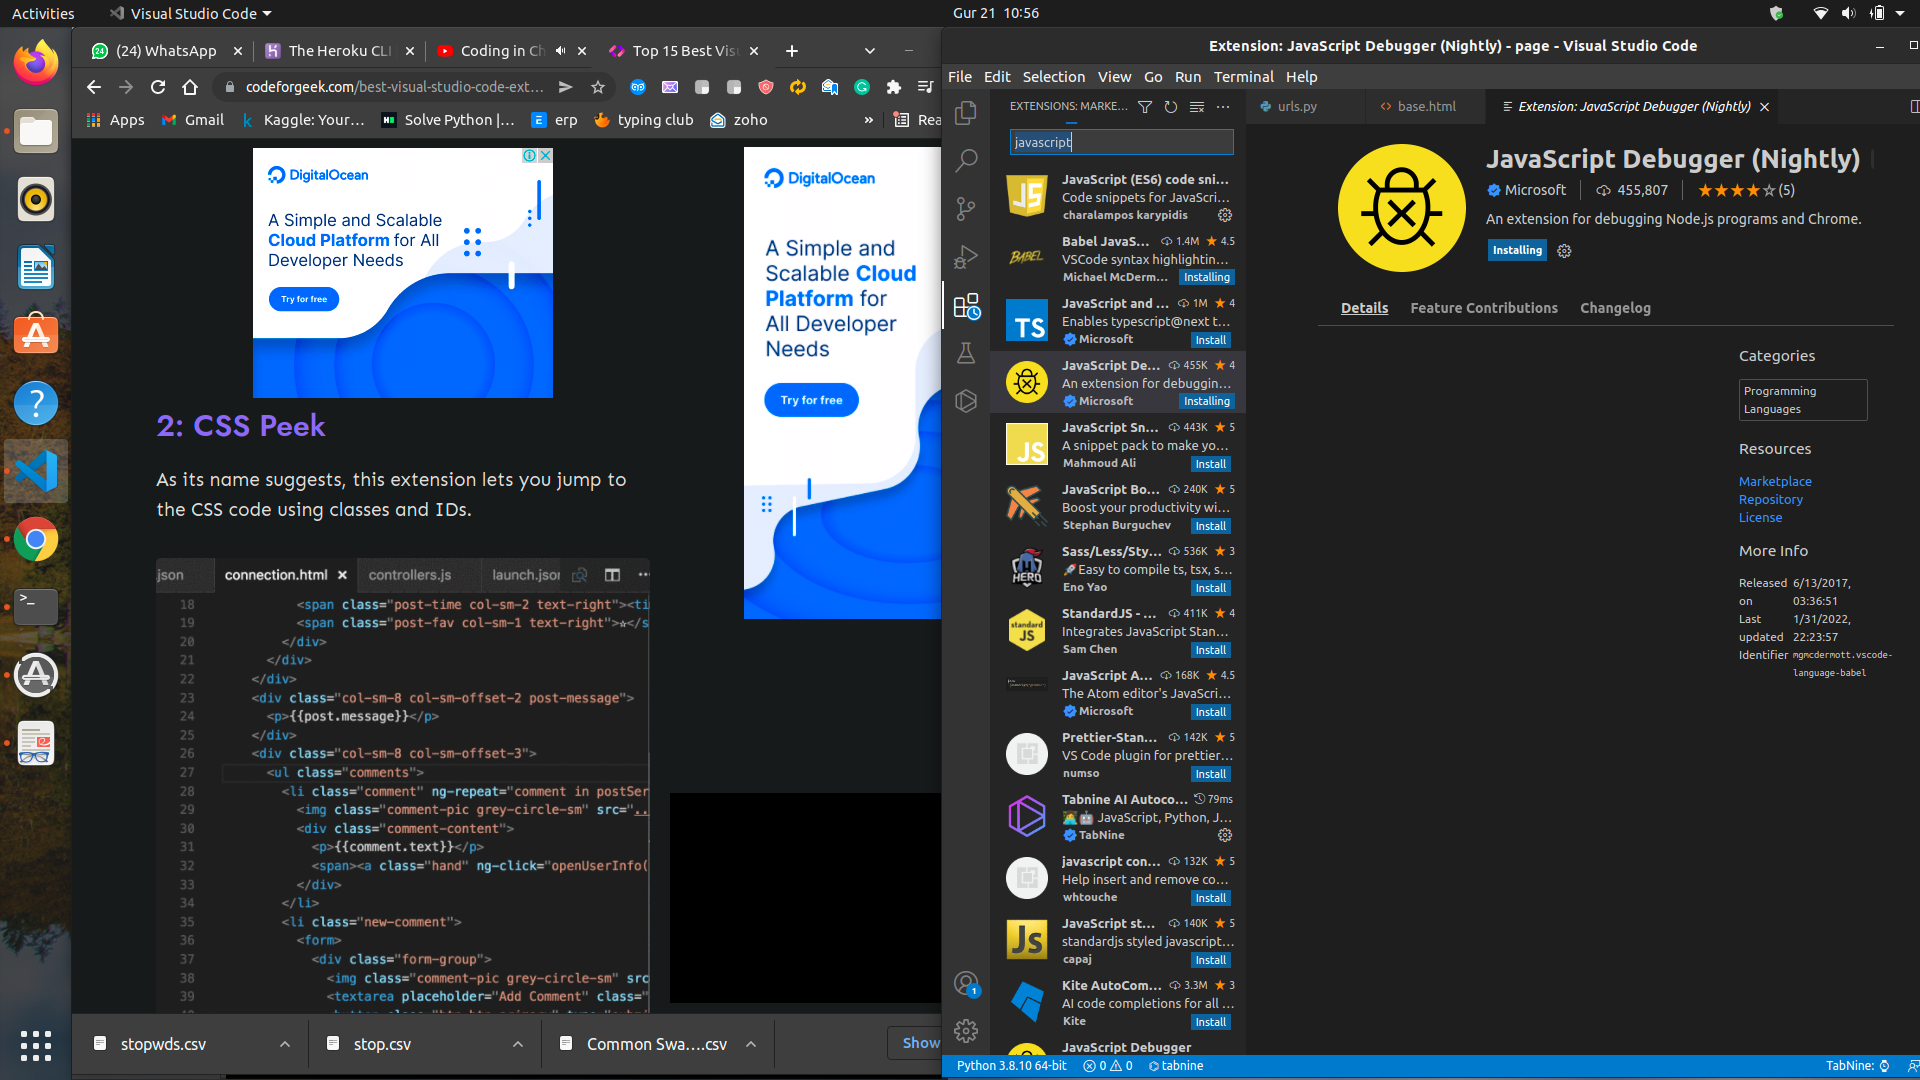 Activities
Visual Studio Code
Gur 21 10:56
(24) WhatsApp
The Heroku CLI
Coding in Ch
Top 15 Best Vis
codeforgeek.com/best-visual-studio-code-ext...
Apps
Gmail
Kaggle: Your...
Solve Python |...
erp
typing club
zoho
»
Rea
DigitalOcean
A Simple and Scalable
Cloud Platform for All
Developer Needs
Try for free
DigitalOcean
A Simple and
Scalable Cloud
Platform for
All Developer
Needs
Try for free
2: CSS Peek
As its name suggests, this extension lets you jump to
the CSS code using classes and IDs.
json connection.html controllers.js launch.json
18 <span class="post-time col-sm-2 text-right"><ti
19 <span class="post-fav col-sm-1 text-right">☆</s
20 </div>
21 </div>
22 </div>
23 <div class="col-sm-8 col-sm-offset-2 post-message">
24 <p>{{post.message}}</p>
25 </div>
26 <div class="col-sm-8 col-sm-offset-3">
27 <ul class="comments">
28 <li class="comment" ng-repeat="comment in postSer
29 <img class="comment-pic grey-circle-sm" src="..
30 <div class="comment-content">
31 <p>{{comment.text}}</p>
32 <span><a class="hand" ng-click="openUserInfo(
33 </div>
34 </li>
35 <li class="new-comment">
36 <form>
37 <div class="form-group">
38 <img class="comment-pic grey-circle-sm" src
39 <textarea placeholder="Add Comment" class="
stopwds.csv
stop.csv
Common Swa....csv
Show
Extension: JavaScript Debugger (Nightly) - page - Visual Studio Code
File Edit Selection View Go Run Terminal Help
EXTENSIONS: MARKE...
urls.py
base.html
Extension: JavaScript Debugger (Nightly)
javascript
JavaScript (ES6) code sni...
Code snippets for JavaScri...
charalampos karypidis
Babel JavaS... 1.4M 4.5
VSCode syntax highlightin...
Michael McDerm... Installing
JavaScript and ... 1M 4
Enables typescript@next t...
Microsoft Install
JavaScript De... 455K 4
An extension for debuggin...
Microsoft Installing
JavaScript Sn... 443K 5
A snippet pack to make yo...
Mahmoud Ali Install
JavaScript Bo... 240K 5
Boost your productivity wi...
Stephan Burguchev Install
Sass/Less/Sty... 536K 3
🚀Easy to compile ts, tsx, s...
Eno Yao Install
StandardJS - ... 411K 4
Integrates JavaScript Stan...
Sam Chen Install
JavaScript A... 168K 4.5
The Atom editor's JavaScri...
Microsoft Install
Prettier-Stan... 142K 5
VS Code plugin for prettier...
numso Install
Tabnine AI Autoco... 79ms
JavaScript, Python, J...
TabNine
javascript con... 132K 5
Help insert and remove co...
whtouche Install
JavaScript st... 140K 5
standardjs styled javascript...
capaj Install
Kite AutoCom... 3.3M 3
AI code completions for all ...
Kite Install
JavaScript Debugger
JavaScript Debugger (Nightly)
Microsoft 455,807 ★★★★☆(5)
An extension for debugging Node.js programs and Chrome.
Installing
Details Feature Contributions Changelog
Categories
Programming
Languages
Resources
Marketplace
Repository
License
More Info
Released 6/13/2017,
on 03:36:51
Last 1/31/2022,
updated 22:23:57
Identifier mgmcdermott.vscode-
language-babel
1
Python 3.8.10 64-bit 0 0 tabnine
TabNine: